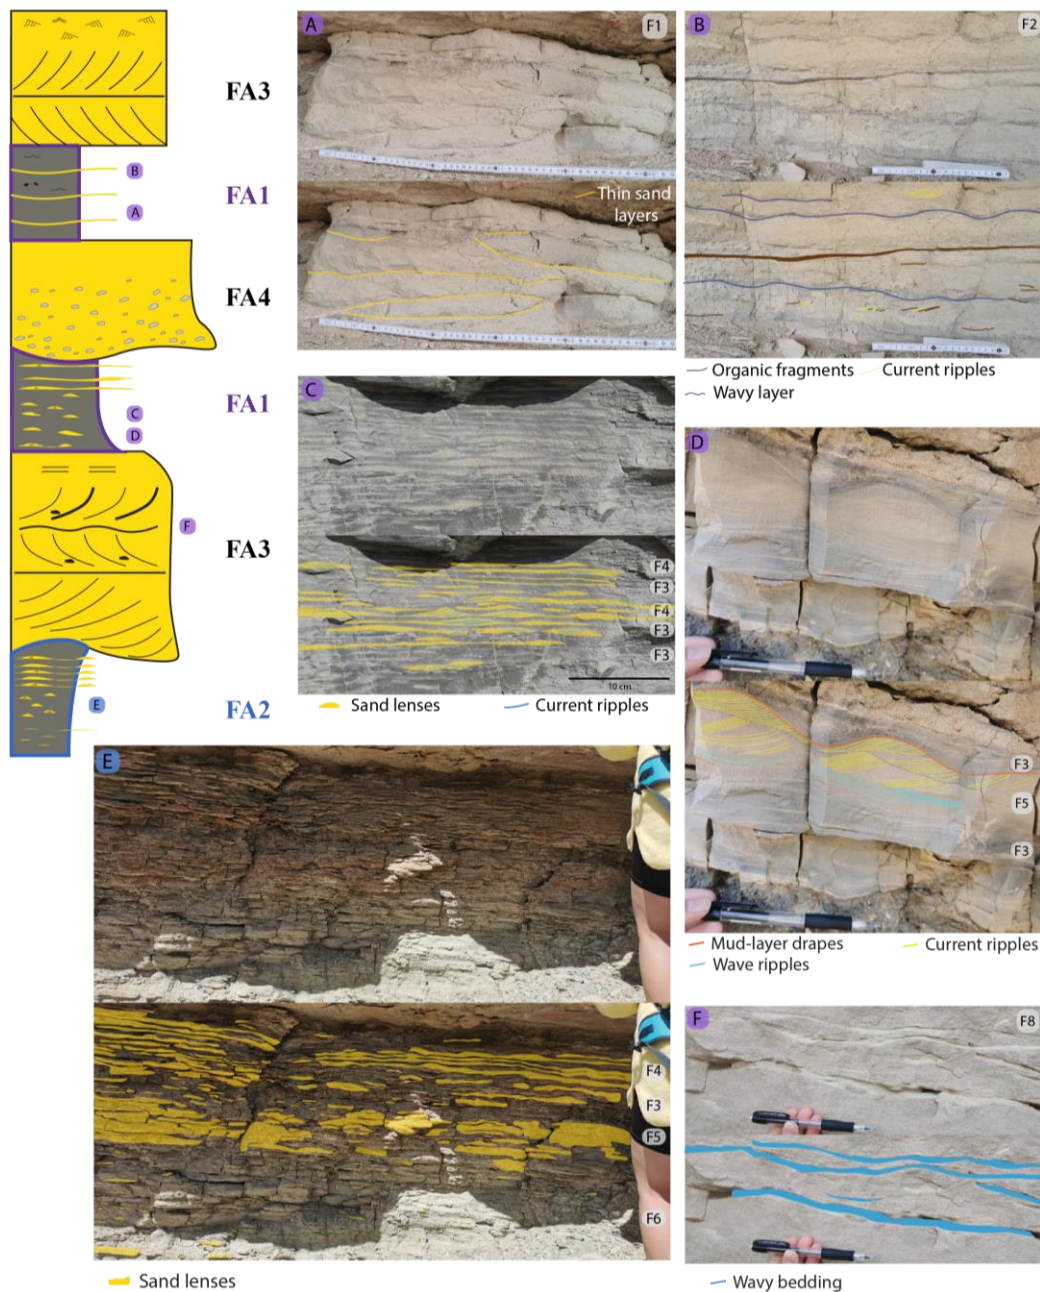 FA3
B
FA1
A
FA4
FA1
C
D
F
FA3
E
FA2
A
F1
Thin sand
layers
B
F2
Organic fragments
Current ripples
Wavy layer
C
F4
F3
F4
F3
F3
10 cm
Sand lenses
Current ripples
D
F3
F5
F3
Mud-layer drapes
Current ripples
Wave ripples
E
F4
F3
F5
F6
Sand lenses
F
F8
Wavy bedding